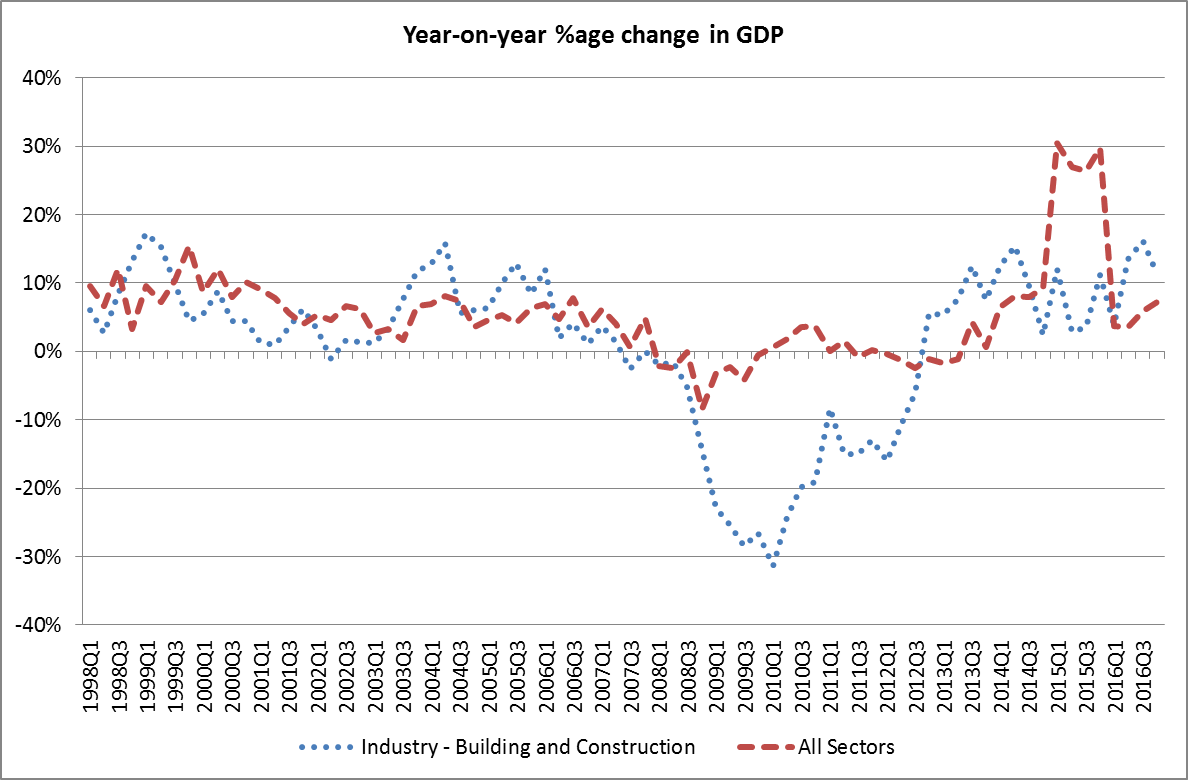 Year-on-year %age change in GDP
40%
30%
20%
10%
0%
-10%
-20%
-30%
-40%
1998Q1
1998Q3
1999Q1
1999Q3
2000Q1
2000Q3
2001Q1
2001Q3
2002Q1
2002Q3
2003Q1
2003Q3
2004Q1
2004Q3
2005Q1
2005Q3
2006Q1
2006Q3
2007Q1
2007Q3
2008Q1
2008Q3
2009Q1
2009Q3
2010Q1
2010Q3
2011Q1
2011Q3
2012Q1
2012Q3
2013Q1
2013Q3
2014Q1
2014Q3
2015Q1
2015Q3
2016Q1
2016Q3
Industry - Building and Construction
All Sectors